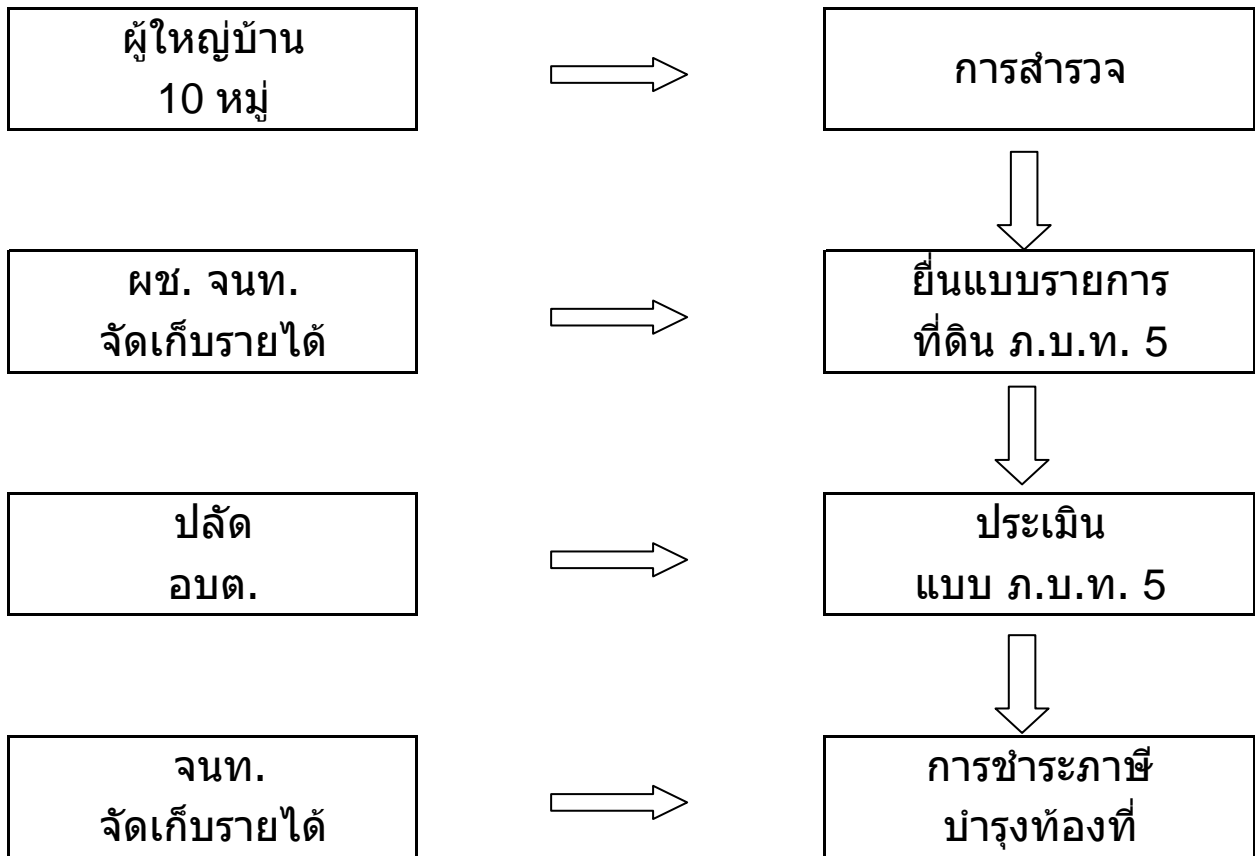 ผู้ใหญ่บ้าน
10 หมู่
การสำรวจ
ผช. จนท.
จัดเก็บรายได้
ยื่นแบบรายการ
ที่ดิน ภ.บ.ท. 5
ปลัด
อบต.
ประเมิน
แบบ ภ.บ.ท. 5
จนท.
จัดเก็บรายได้
การชำระภาษี
บำรุงท้องที่